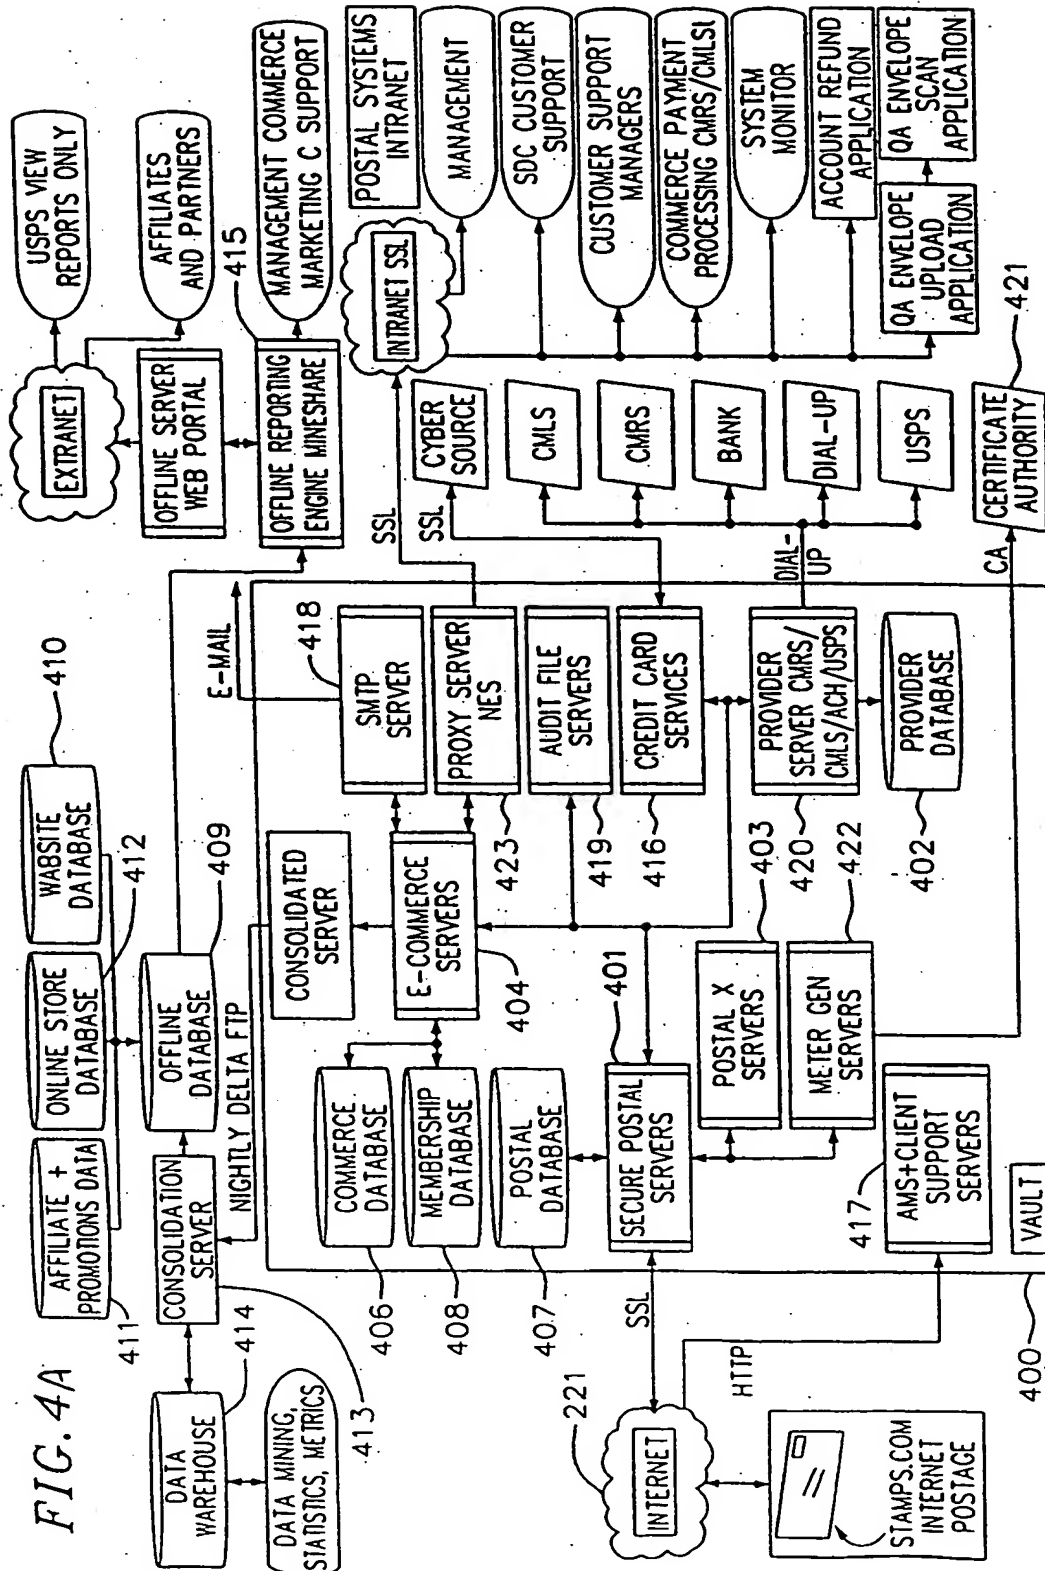 FIG. 4A
DATA
WAREHOUSE
414
DATA MINING,
STATISTICS, METRICS
413
AFFILIATE +
PROMOTIONS DATA
411
ONLINE STORE
DATABASE
412
WABSITE
DATABASE
410
CONSOLIDATION
SERVER
OFFLINE
DATABASE
409
NIGHTLY DELTA FTP
E-MAIL
EXTRANET
USPS VIEW
REPORTS ONLY
AFFILIATES
AND PARTNERS
OFFLINE SERVER
WEB PORTAL
415
OFFLINE REPORTING
ENGINE MINESHARE
MANAGEMENT COMMERCE
MARKETING C SUPPORT
CONSOLIDATED
SERVER
COMMERCE
DATABASE
406
MEMBERSHIP
DATABASE
408
POSTAL
DATABASE
407
E-COMMERCE
SERVERS
404
SMTP
SERVER
418
PROXY SERVER
NES
423
AUDIT FILE
SERVERS
419
CREDIT CARD
SERVICES
416
PROVIDER
SERVER CMRS/
CMLS/ACH/USPS
420
PROVIDER
DATABASE
402
SECURE POSTAL
SERVERS
401
POSTAL X
SERVERS
403
METER GEN
SERVERS
422
AMS+CLIENT
SUPPORT
SERVERS
417
VAULT
400
SSL
HTTP
221
INTERNET
STAMPS.COM
INTERNET
POSTAGE
SSL
SSL
DIAL-
UP
CA
CYBER
SOURCE
CMLS
CMRS
BANK
DIAL-UP
USPS
CERTIFICATE
AUTHORITY
421
INTRANET SSL
POSTAL SYSTEMS
INTRANET
MANAGEMENT
SDC CUSTOMER
SUPPORT
CUSTOMER SUPPORT
MANAGERS
COMMERCE PAYMENT
PROCESSING CMRS/CMLSI
SYSTEM
MONITOR
ACCOUNT REFUND
APPLICATION
QA ENVELOPE
UPLOAD
APPLICATION
QA ENVELOPE
SCAN
APPLICATION